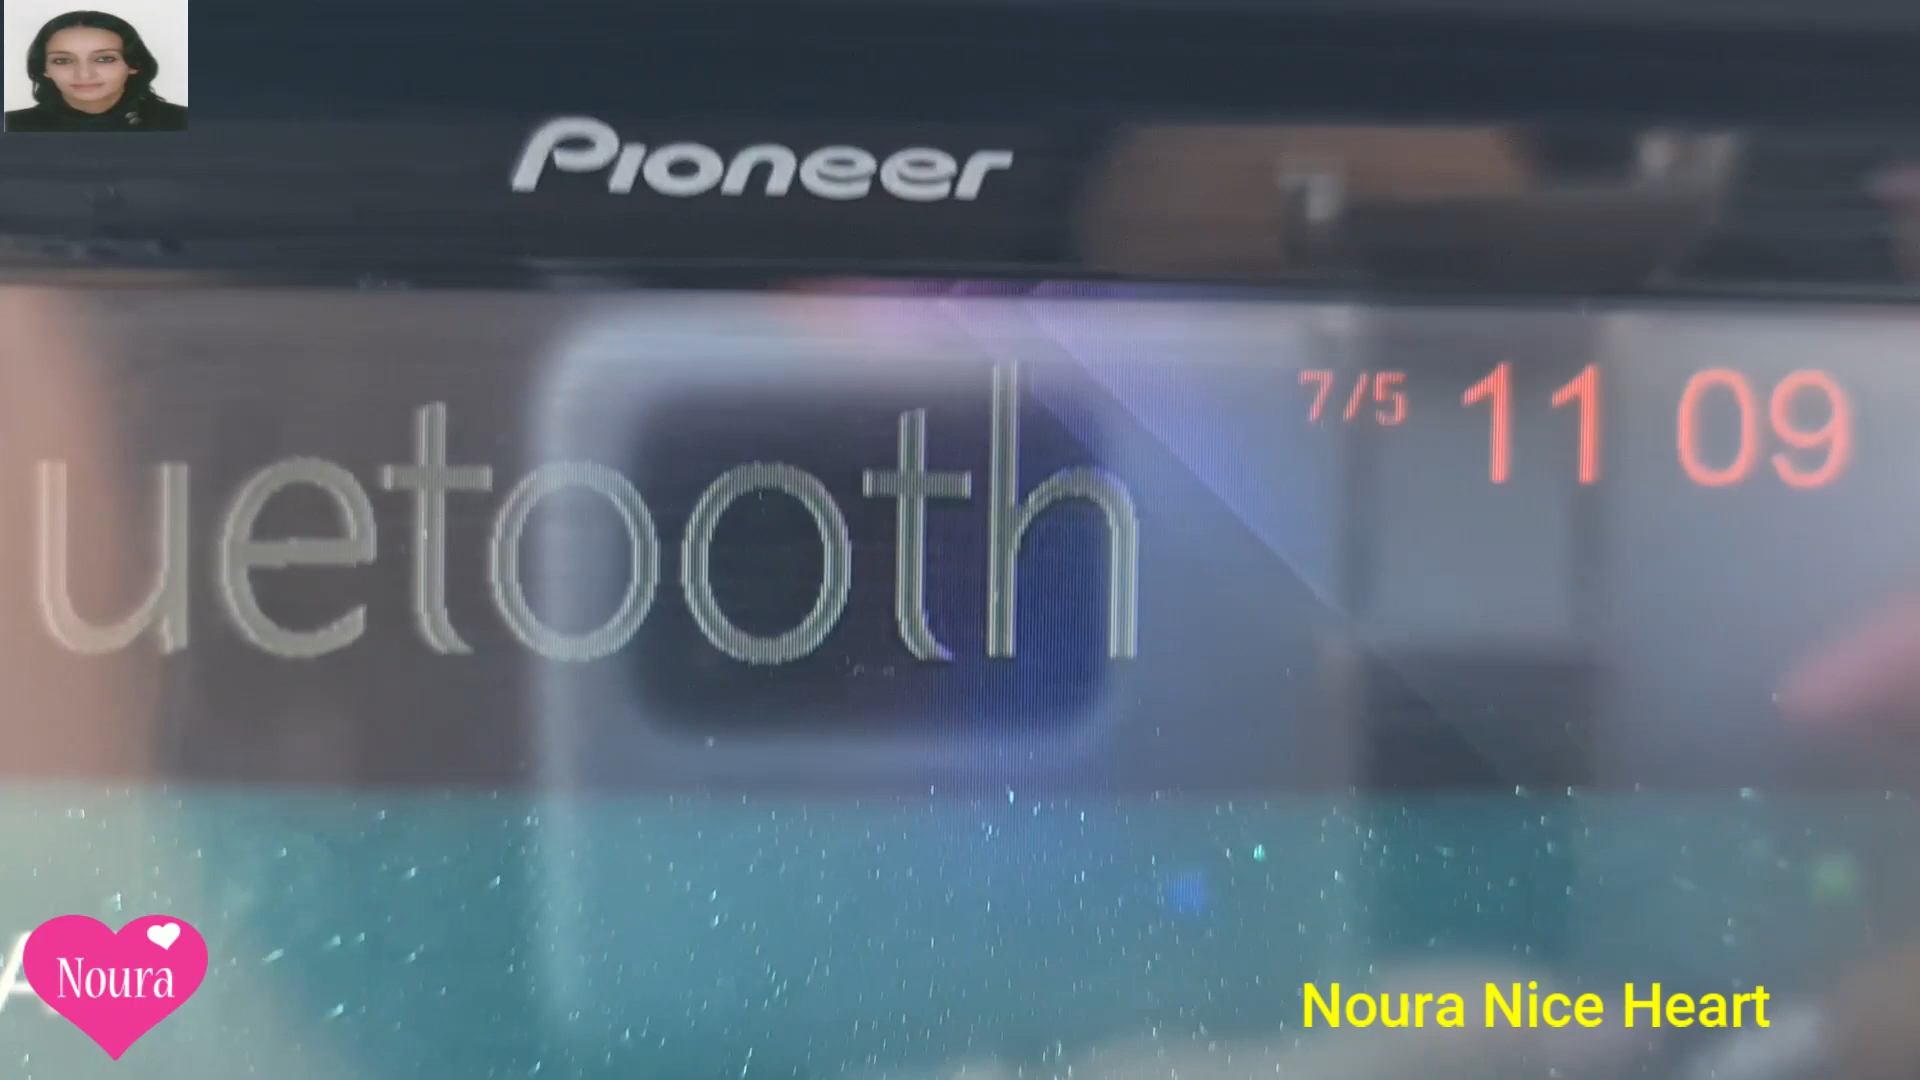 Pioneer
uetooth
7/5 11 09
Noura
Noura Nice Heart